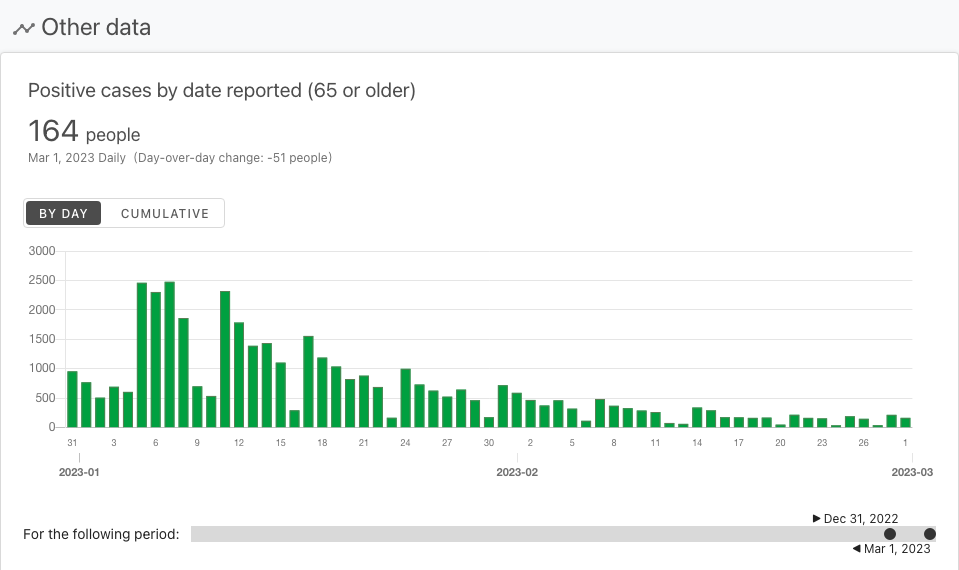 Other data
Positive cases by date reported (65 or older)
164 people
Mar 1, 2023 Daily (Day-over-day change: -51 people)
BY DAY CUMULATIVE
3000
2500
2000
1500
1000
500
0
31 3 6 9 12 15 18 21 24 27 30 2 5 8 11 14 17 20 23 26 1
2023-01 2023-02 2023-03
▶ Dec 31, 2022
For the following period:
◀ Mar 1, 2023